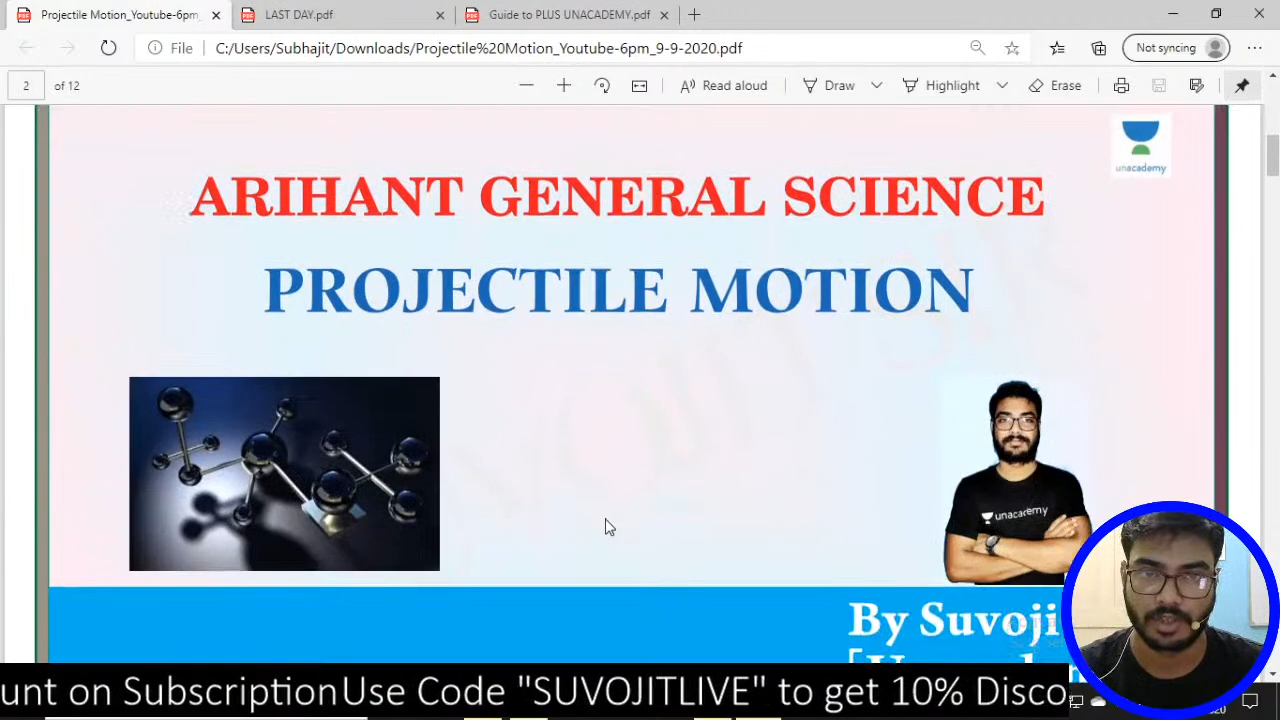 Projectile Motion_Youtube-6pm_
LAST DAY.pdf
Guide to PLUS UNACADEMY.pdf
File
C:/Users/Subhajit/Downloads/Projectile%20Motion_Youtube-6pm_9-9-2020.pdf
Not syncing
2 of 12
Read aloud
Draw
Highlight
Erase
unacademy
ARIHANT GENERAL SCIENCE
PROJECTILE MOTION
unacademy
By Suvoji
unt on SubscriptionUse Code "SUVOJITLIVE" to get 10% Disco